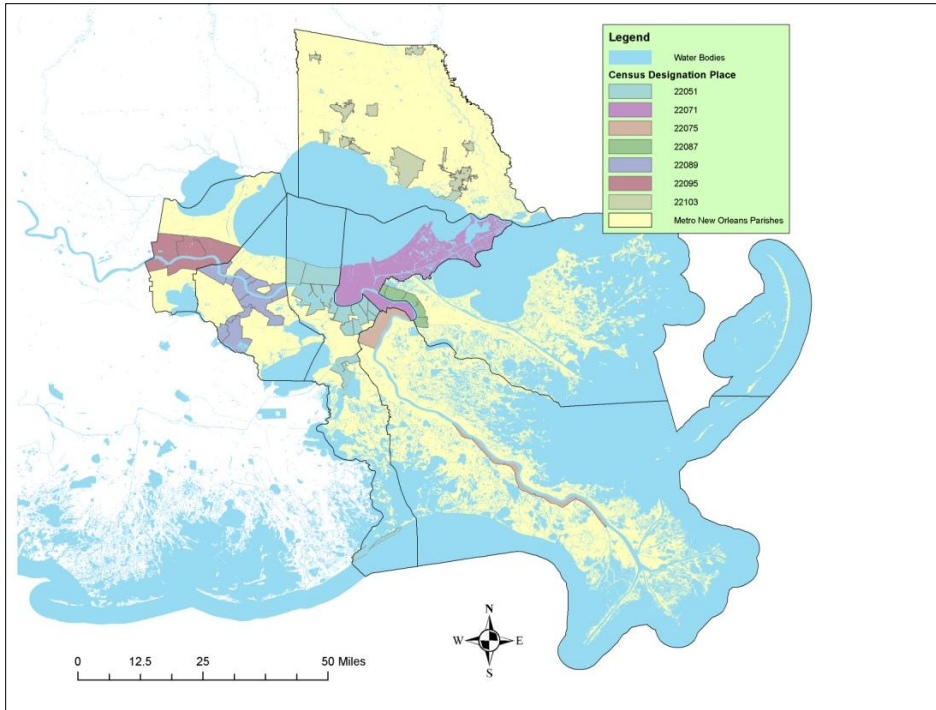 Legend
Water Bodies
Census Designation Place
22051
22071
22075
22087
22089
22095
22103
Metro New Orleans Parishes
N
W E
S
0 12.5 25 50 Miles